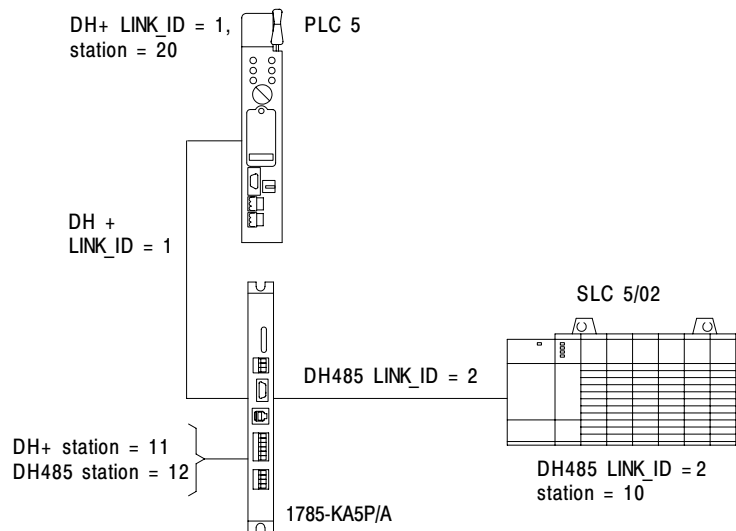 DH+ LINK_ID = 1,
station = 20
PLC 5
DH +
LINK_ID = 1
SLC 5/02
DH485 LINK_ID = 2
DH+ station = 11
DH485 station = 12
DH485 LINK_ID = 2
station = 10
1785-KA5P/A